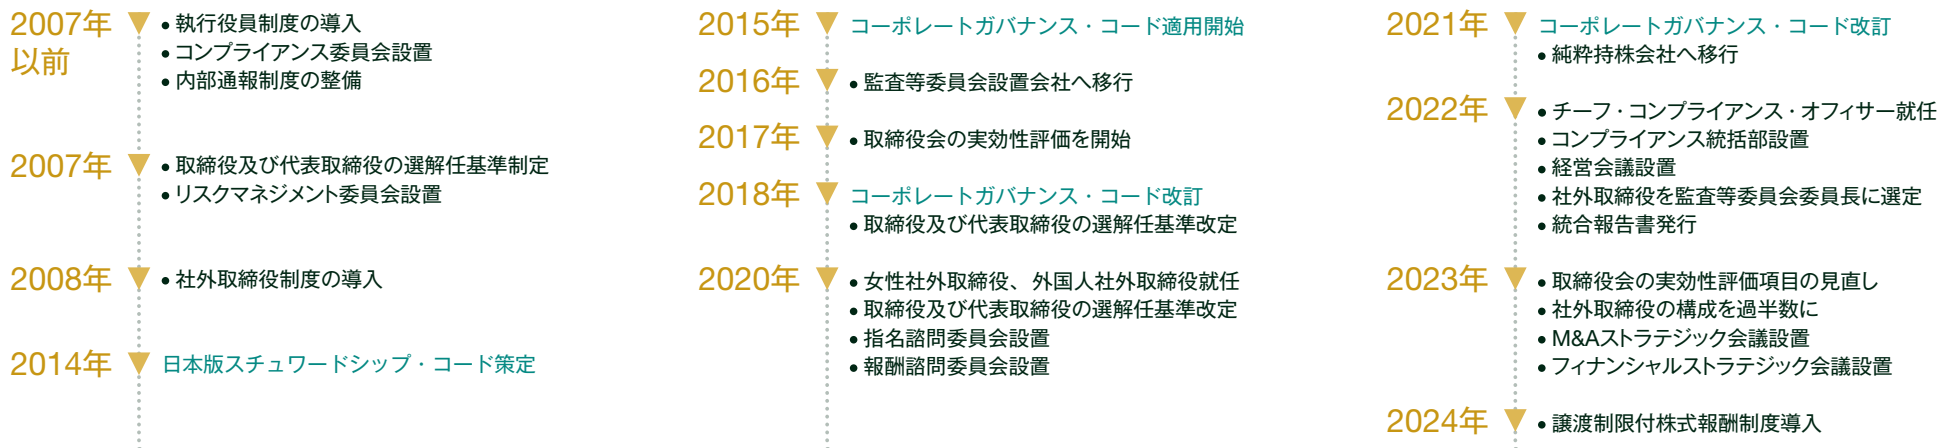 2007年
以前
●執行役員制度の導入
●コンプライアンス委員会設置
●内部通報制度の整備
2007年
●取締役及び代表取締役の選解任基準制定
●リスクマネジメント委員会設置
2008年
●社外取締役制度の導入
2014年
日本版スチュワードシップ・コード策定
2015年
コーポレートガバナンス・コード適用開始
2016年
●監査等委員会設置会社へ移行
2017年
●取締役会の実効性評価を開始
2018年
コーポレートガバナンス・コード改訂
●取締役及び代表取締役の選解任基準改定
2020年
●女性社外取締役、外国人社外取締役就任
●取締役及び代表取締役の選解任基準改定
●指名諮問委員会設置
●報酬諮問委員会設置
2021年
コーポレートガバナンス・コード改訂
●純粋持株会社へ移行
2022年
●チーフ・コンプライアンス・オフィサー就任
●コンプライアンス統括部設置
●経営会議設置
●社外取締役を監査等委員会委員長に選定
●統合報告書発行
2023年
●取締役会の実効性評価項目の見直し
●社外取締役の構成を過半数に
●M&Aストラテジック会議設置
●フィナンシャルストラテジック会議設置
2024年
●譲渡制限付株式報酬制度導入